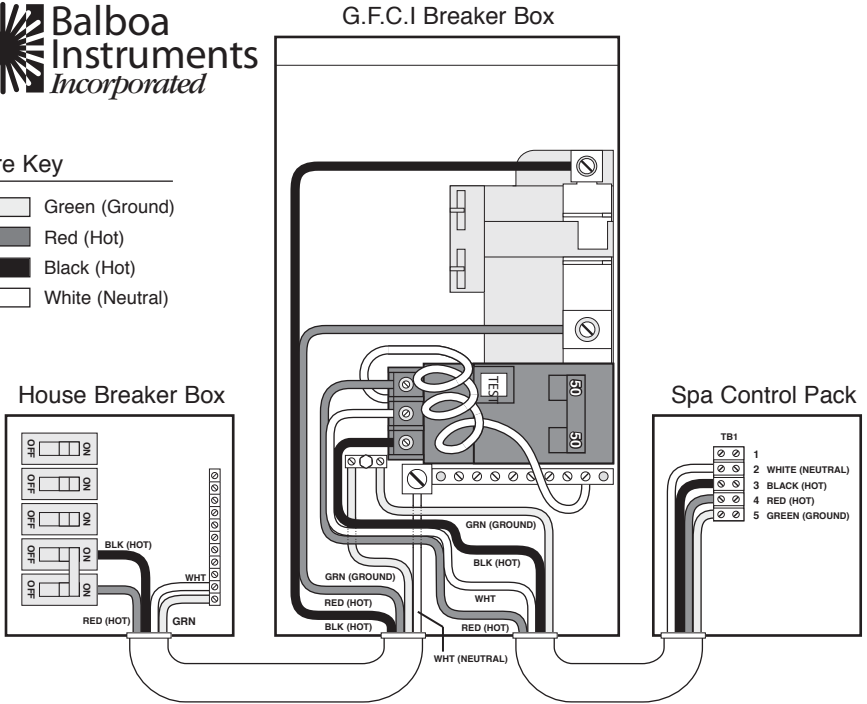 Balboa
Instruments
Incorporated
G.F.C.I Breaker Box
re Key
Green (Ground)
Red (Hot)
Black (Hot)
White (Neutral)
House Breaker Box
OFF ON
OFF ON
OFF ON
OFF ON
OFF ON
BLK (HOT)
WHT
RED (HOT)
GRN
TEST
50
50
GRN (GROUND)
BLK (HOT)
GRN (GROUND)
WHT
RED (HOT)
RED (HOT)
BLK (HOT)
WHT (NEUTRAL)
Spa Control Pack
TB1
1
2 WHITE (NEUTRAL)
3 BLACK (HOT)
4 RED (HOT)
5 GREEN (GROUND)